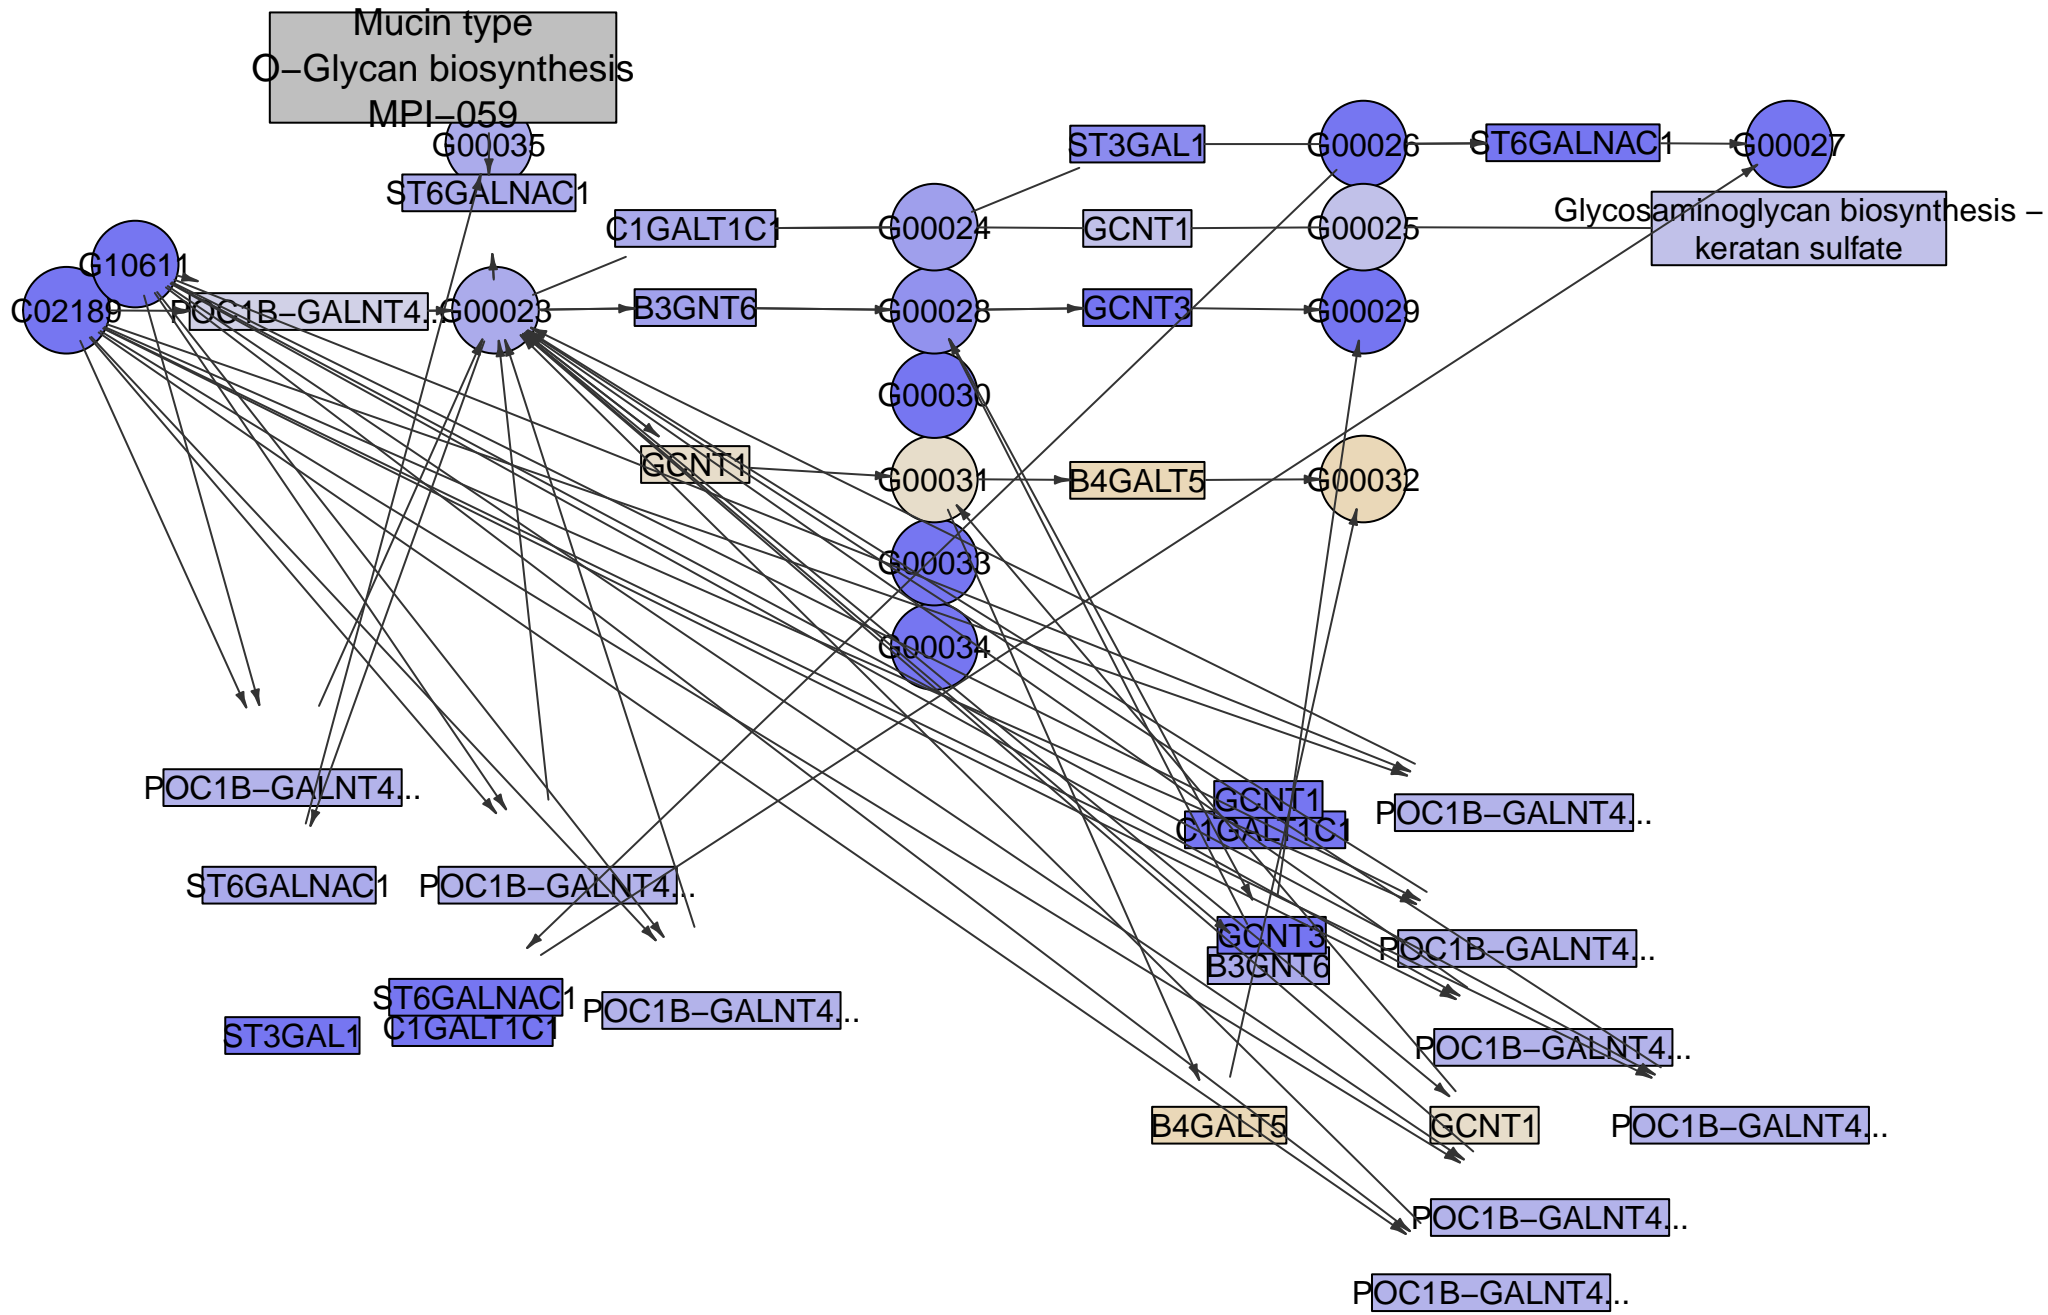 Mucin type
O−Glycan biosynthesis
MPI−059
G00035
ST6GALNAC1
ST3GAL1
G00026
ST6GALNAC1
G00027
C1GALT1C1
G00024
GCNT1
G00025
Glycosaminoglycan biosynthesis −
keratan sulfate
G10611
C02189
POC1B−GALNT4...
G00023
B3GNT6
G00028
GCNT3
G00029
G00030
GCNT1
G00031
B4GALT5
G00032
G00033
G00034
POC1B−GALNT4...
GCNT1
C1GALT1C1
POC1B−GALNT4...
ST6GALNAC1
POC1B−GALNT4...
GCNT3
B3GNT6
POC1B−GALNT4...
ST6GALNAC1
C1GALT1C1
ST3GAL1
POC1B−GALNT4...
POC1B−GALNT4...
B4GALT5
GCNT1
POC1B−GALNT4...
POC1B−GALNT4...
POC1B−GALNT4...